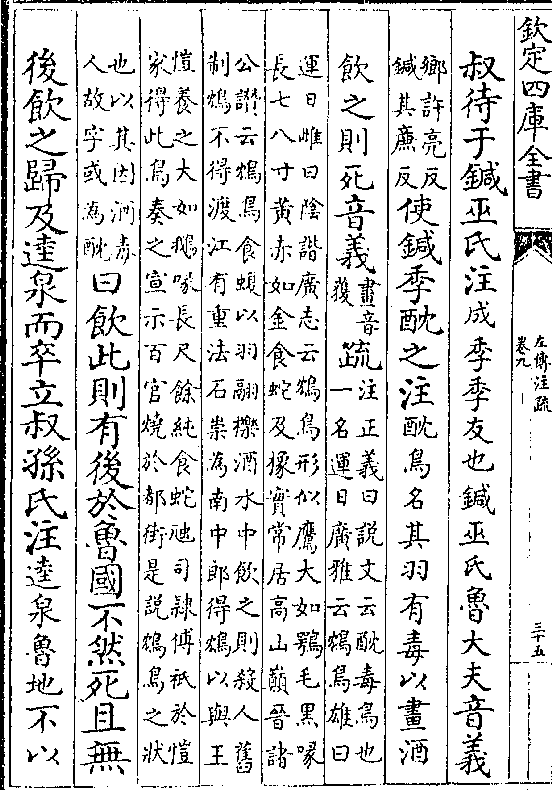 欽定四庫全書
左傳注疏
卷九
三十五
叔待于鍼巫氏注成季季友也鍼巫氏魯大夫音義
鄉許亮反
鍼其廉反
使鍼季酖之注酖鳥名其羽有毒以畫酒
飲之則死音義
畫音
獲
疏
注正義曰說文云酖毒鳥也
一名運日廣雅云鴆鳥雄曰
運日雌曰陰諧廣志云鴆鳥形似鷹大如鶚毛黑喙
長七八寸黃赤如金食蛇及橡實常居高山巔晉諸
公讚云鴆鳥食蝮以羽翮擽酒水中飲之則殺人舊
制鴆不得渡江有重法石崇為南中郎得鴆以與王
愷養之大如鵝喙長尺餘純食蛇虺司隸傅祗於愷
家得此鳥奏之宣示百官燒於都街是說鴆鳥之狀
也以其因酒毒
人故字或為酖
曰飲此則有後於魯國不然死且無
後飲之歸及逵泉而卒立叔孫氏注逵泉魯地不以